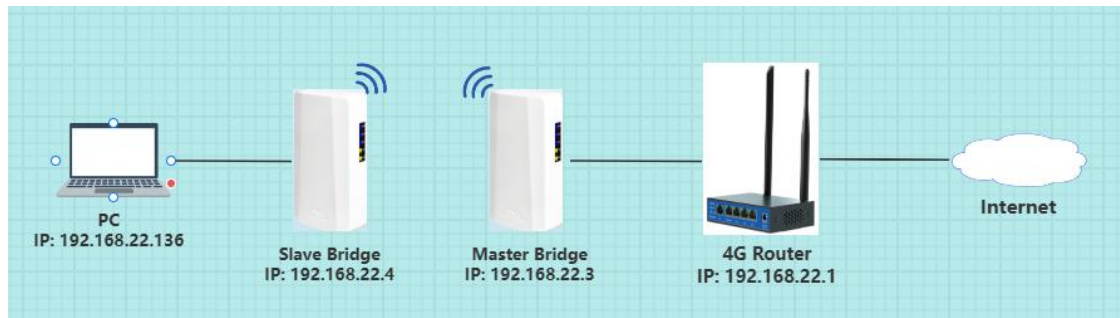 PC
IP: 192.168.22.136
Slave Bridge
IP: 192.168.22.4
Master Bridge
IP: 192.168.22.3
4G Router
IP: 192.168.22.1
Internet